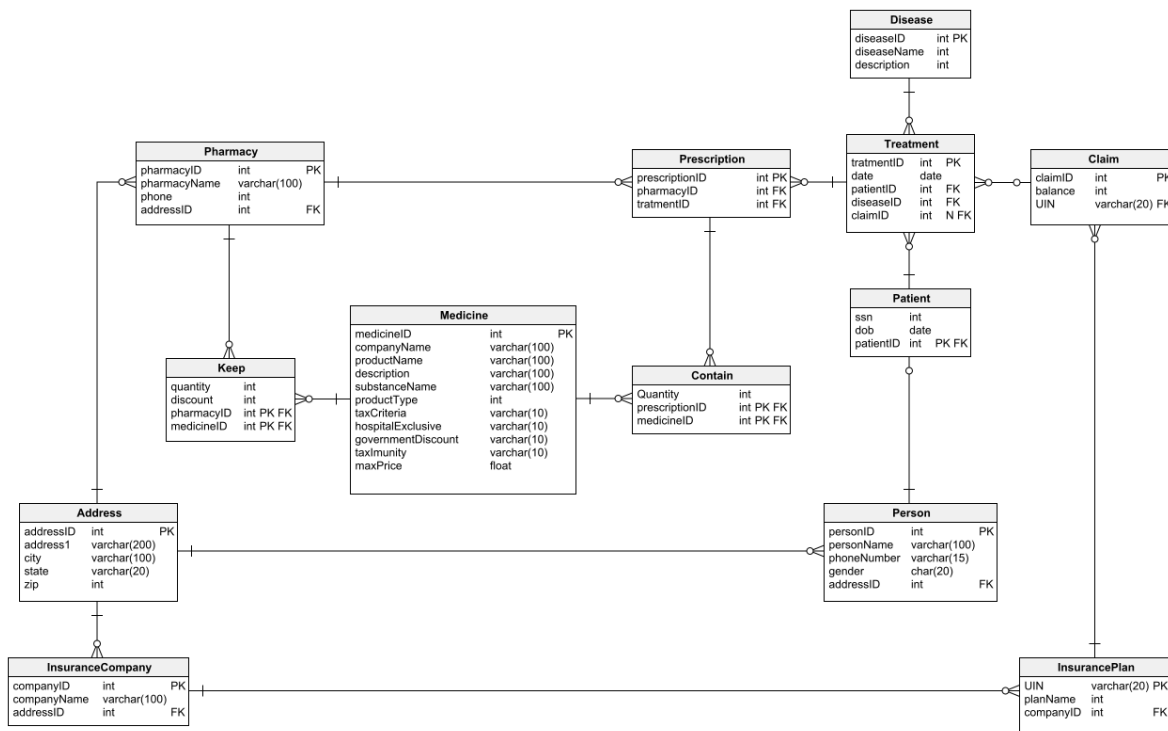 Disease
diseaseID int PK
diseaseName int
description int
Pharmacy
pharmacyID int PK
pharmacyName varchar(100)
phone int
addressID int FK
Prescription
prescriptionID int PK
pharmacyID int FK
tratmentID int FK
Treatment
tratmentID int PK
date date
patientID int FK
diseaseID int FK
claimID int N FK
Claim
claimID int PK
balance int
UIN varchar(20) FK
Patient
ssn int
dob date
patientID int PK FK
Medicine
medicineID int PK
companyName varchar(100)
productName varchar(100)
description varchar(100)
substanceName varchar(100)
productType int
taxCriteria varchar(10)
hospitalExclusive varchar(10)
governmentDiscount varchar(10)
taxImunity varchar(10)
maxPrice float
Keep
quantity int
discount int
pharmacyID int PK FK
medicineID int PK FK
Contain
Quantity int
prescriptionID int PK FK
medicineID int PK FK
Address
addressID int PK
address1 varchar(200)
city varchar(100)
state varchar(20)
zip int
Person
personID int PK
personName varchar(100)
phoneNumber varchar(15)
gender char(20)
addressID int FK
InsuranceCompany
companyID int PK
companyName varchar(100)
addressID int FK
InsurancePlan
UIN varchar(20) PK
planName int
companyID int FK